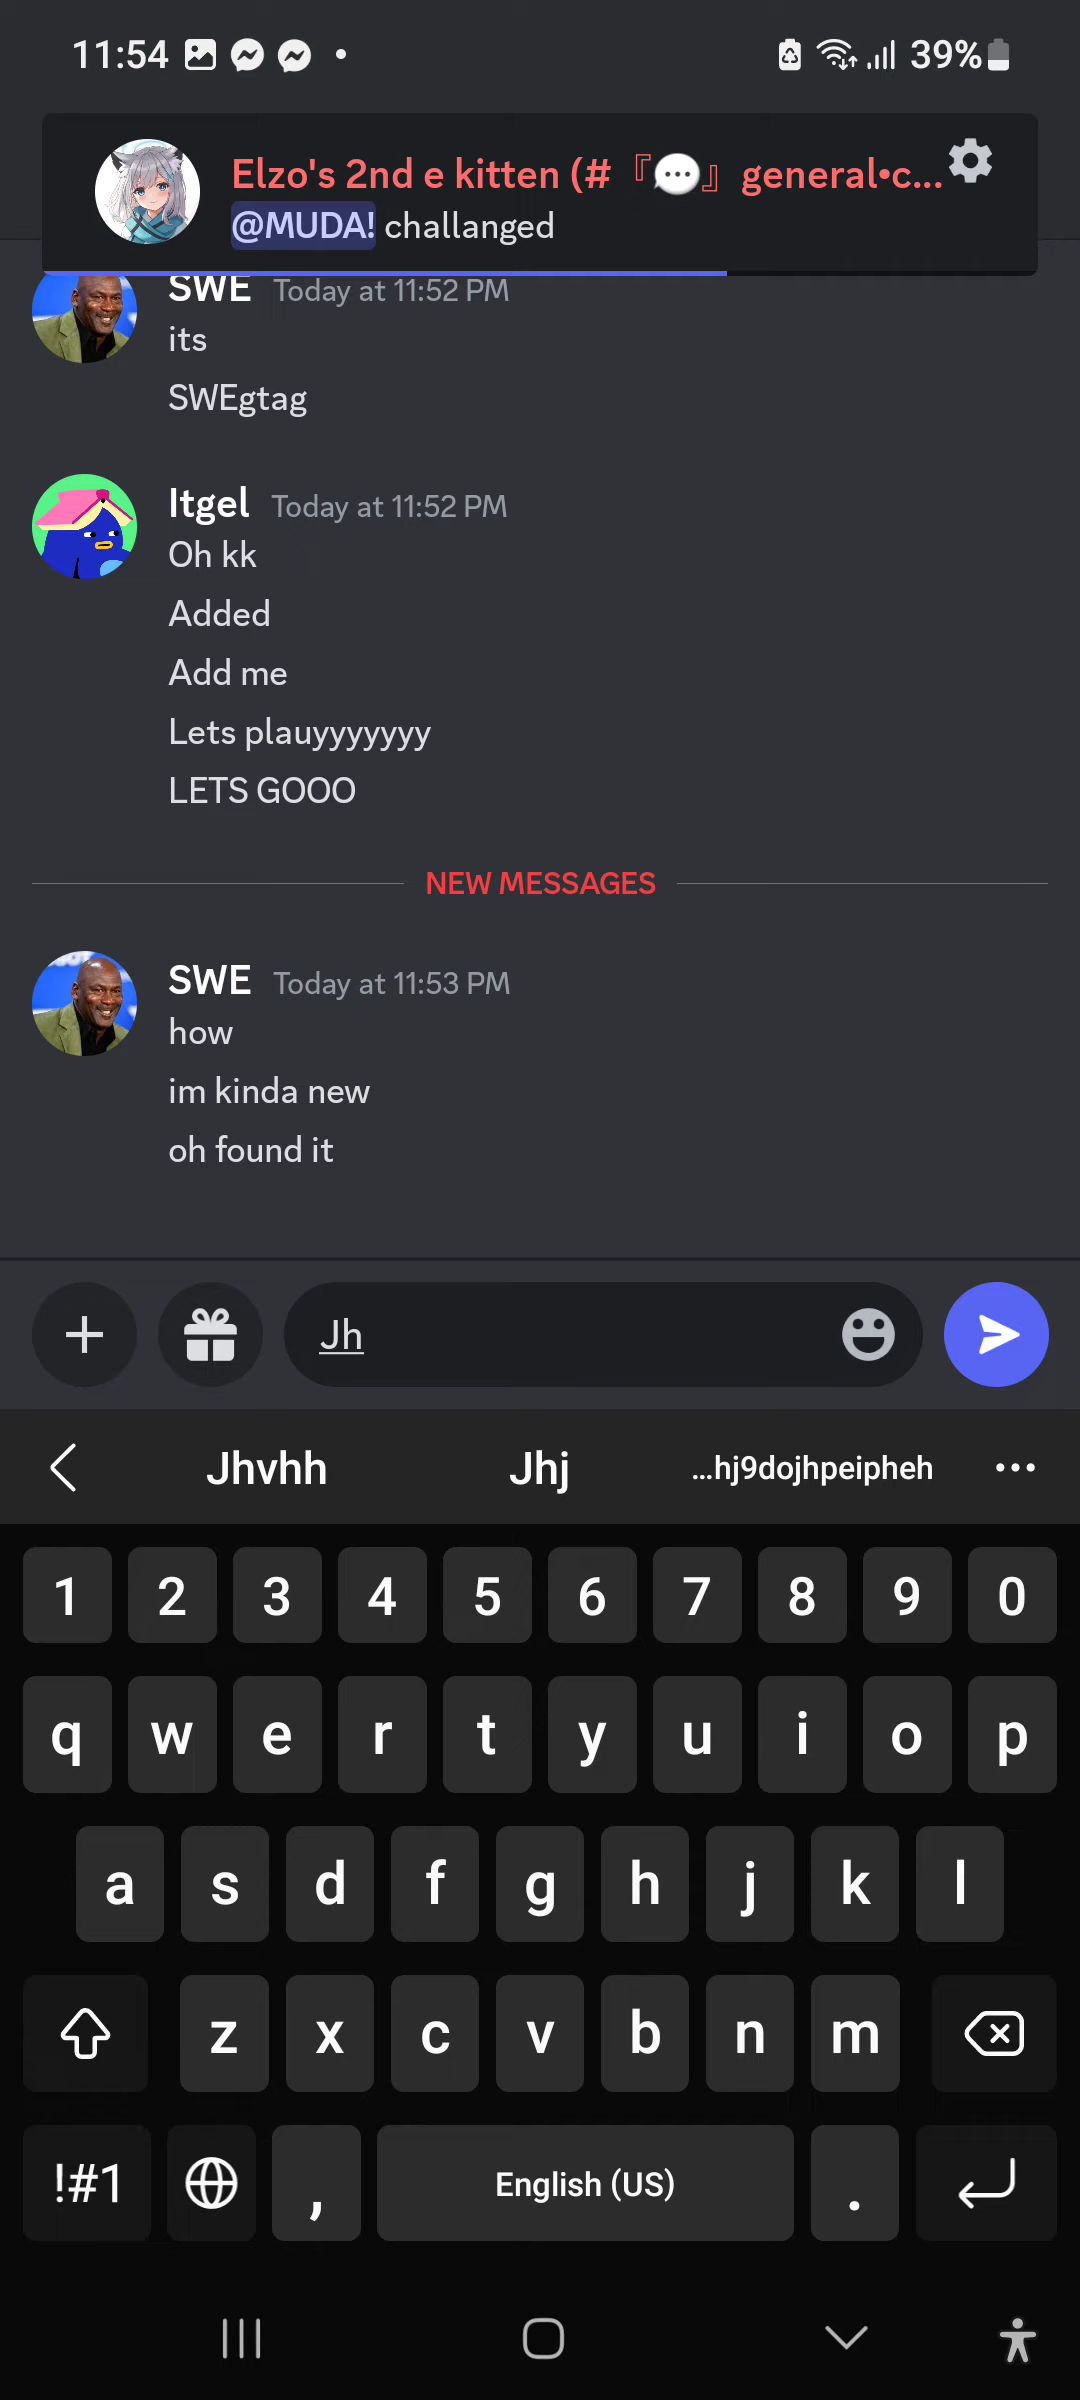 11:54
39%
Elzo's 2nd e kitten (#『💬』general•c...
@MUDA! challanged
SWE Today at 11:52 PM
its
SWEgtag
Itgel Today at 11:52 PM
Oh kk
Added
Add me
Lets plauyyyyyyy
LETS GOOO
NEW MESSAGES
SWE Today at 11:53 PM
how
im kinda new
oh found it
Jh
Jhvhh Jhj ...hj9dojhpeipheh
1 2 3 4 5 6 7 8 9 0
q w e r t y u i o p
a s d f g h j k l
z x c v b n m
!#1 , English (US) .